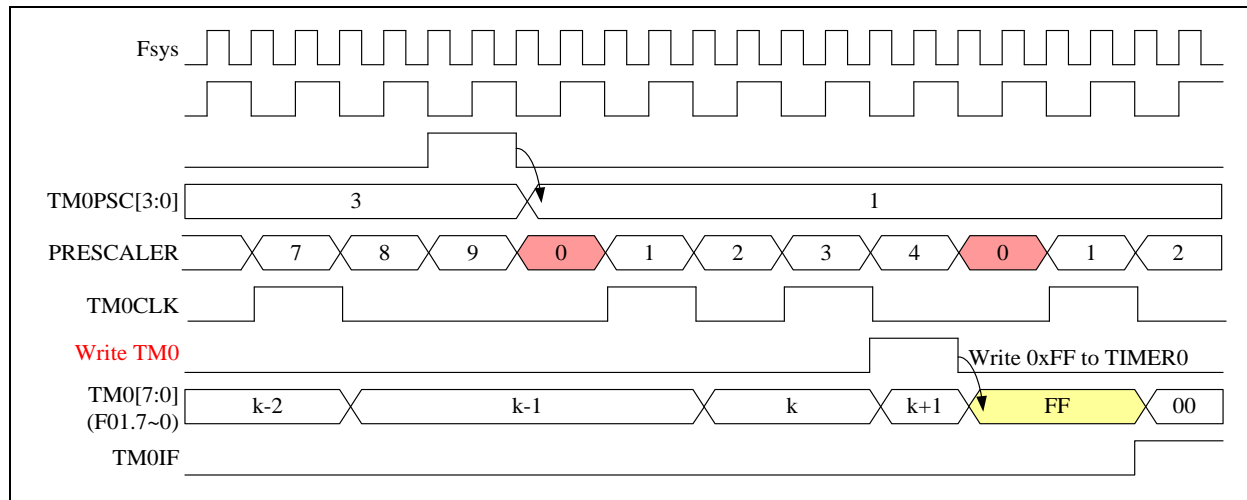 Fsys
TM0PSC[3:0] 3 1
PRESCALER 7 8 9 0 1 2 3 4 0 1 2
TM0CLK
Write TM0 Write 0xFF to TIMER0
TM0[7:0]
(F01.7~0) k-2 k-1 k k+1 FF 00
TM0IF